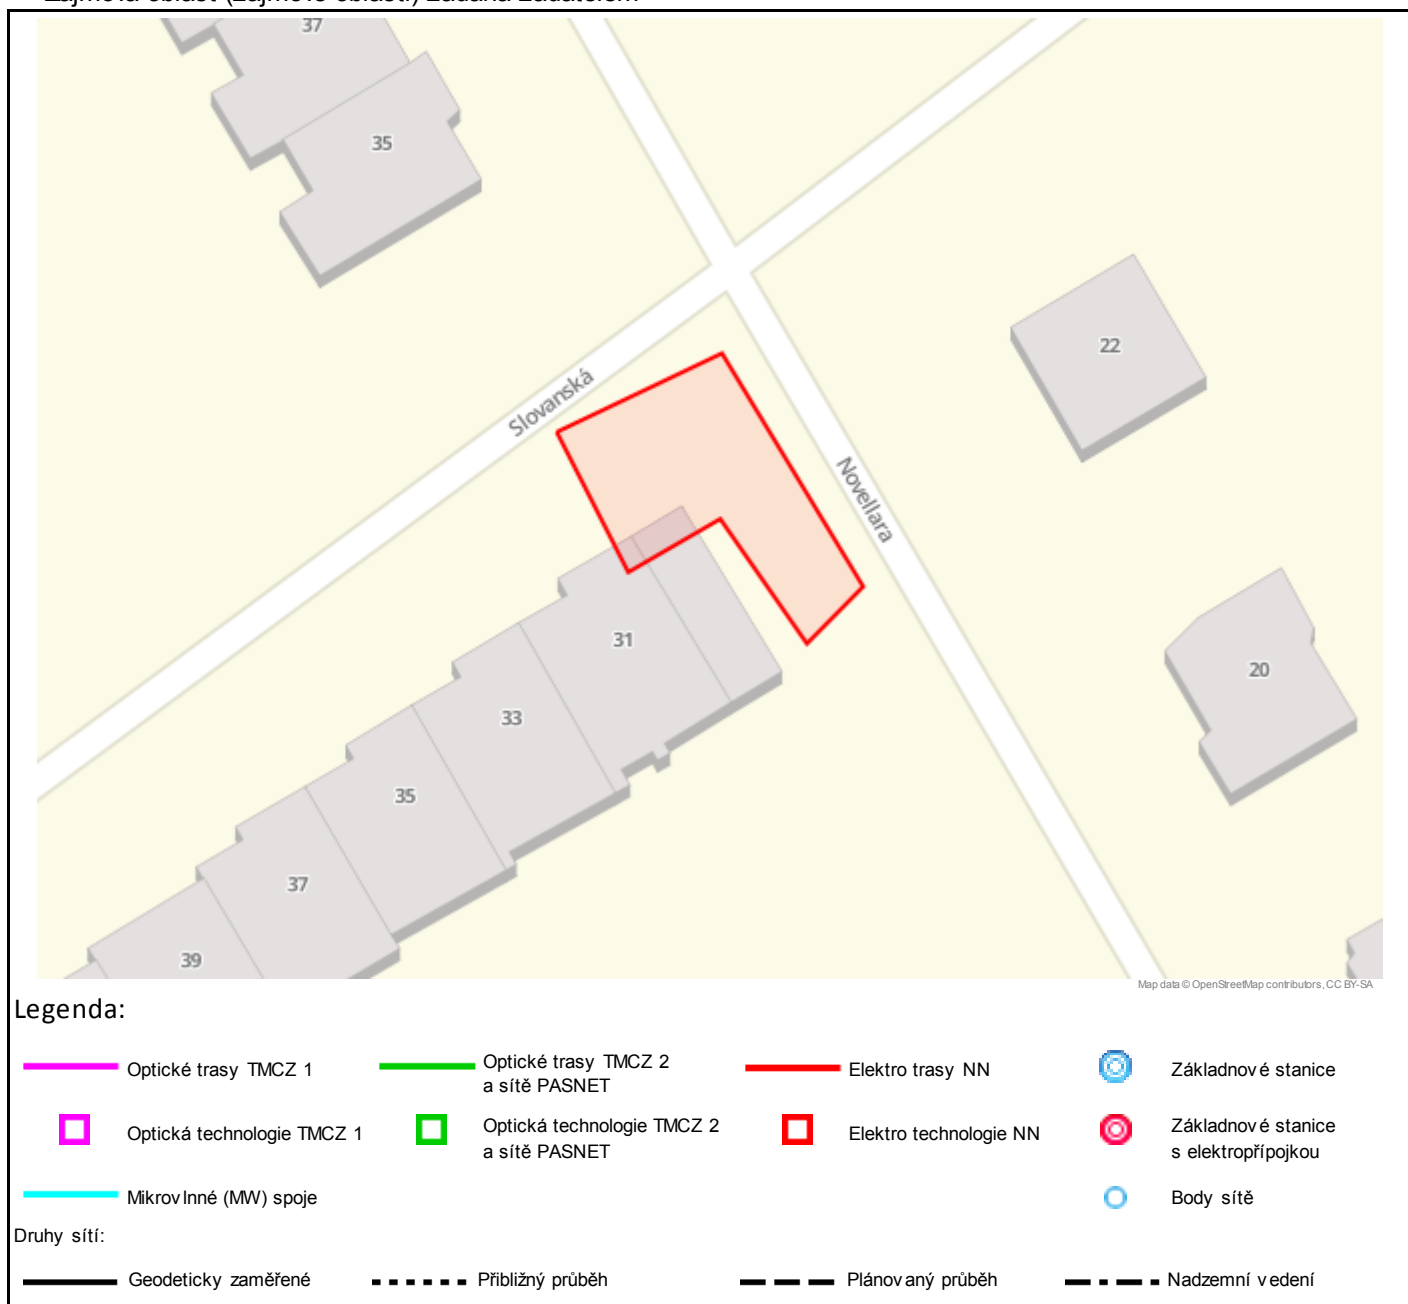 37
35
22
Slovanská
Novellara
31
20
33
35
37
39
Map data © OpenStreetMap contributors, CC BY-SA
Legenda:
Optické trasy TMCZ 1
Optické trasy TMCZ 2
a sítě PASNET
Elektro trasy NN
Základnové stanice
Optická technologie TMCZ 1
Optická technologie TMCZ 2
a sítě PASNET
Elektro technologie NN
Základnové stanice
s elektropřípojkou
Mikrovlnné (MW) spoje
Body sítě
Druhy sítí:
Geodeticky zaměřené
Přibližný průběh
Plánovaný průběh
Nadzemní vedení